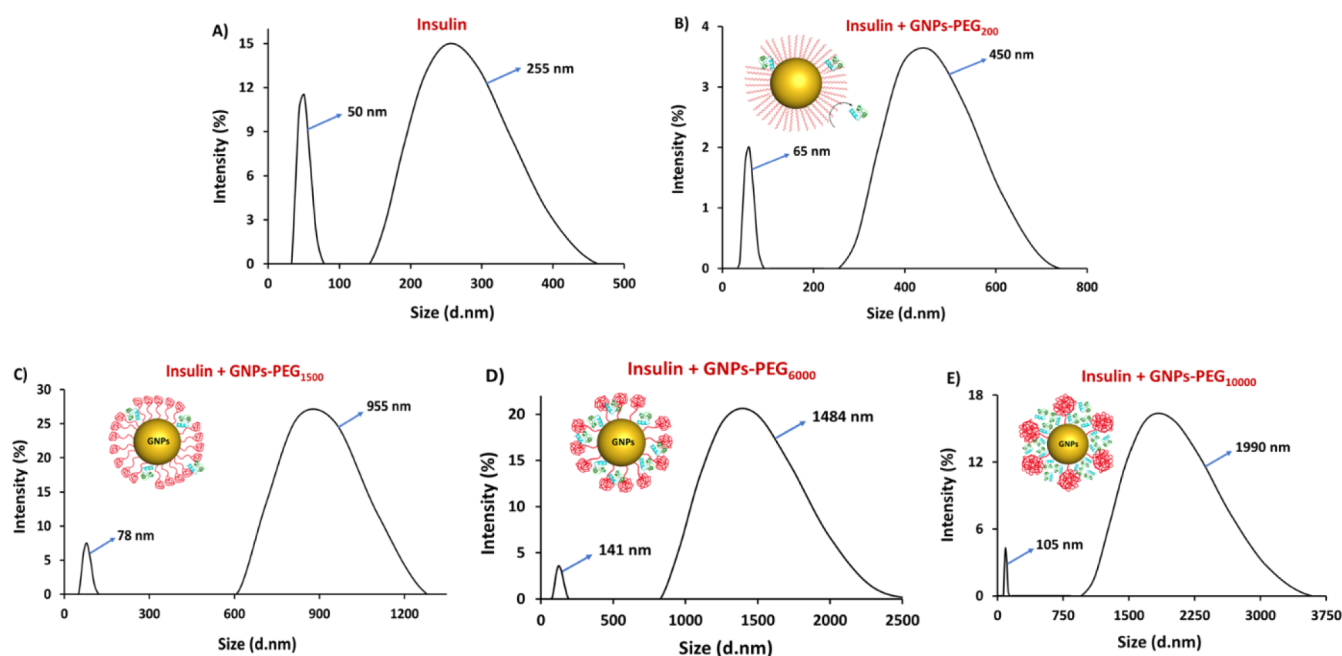 A)
Insulin
15
12
9
6
3
0
0 100 200 300 400 500
Intensity (%)
Size (d.nm)
50 nm
255 nm
B)
Insulin + GNPs-PEG200
4
3
2
1
0
0 200 400 600 800
Intensity (%)
Size (d.nm)
65 nm
450 nm
C)
Insulin + GNPs-PEG1500
30
25
20
15
10
5
0
0 300 600 900 1200
Intensity (%)
Size (d.nm)
GNPs
78 nm
955 nm
D)
Insulin + GNPs-PEG6000
20
15
10
5
0
0 500 1000 1500 2000 2500
Intensity (%)
Size (d.nm)
GNPs
141 nm
1484 nm
E)
Insulin + GNPs-PEG10000
18
12
6
0
0 750 1500 2250 3000 3750
Intensity (%)
Size (d.nm)
GNPs
105 nm
1990 nm